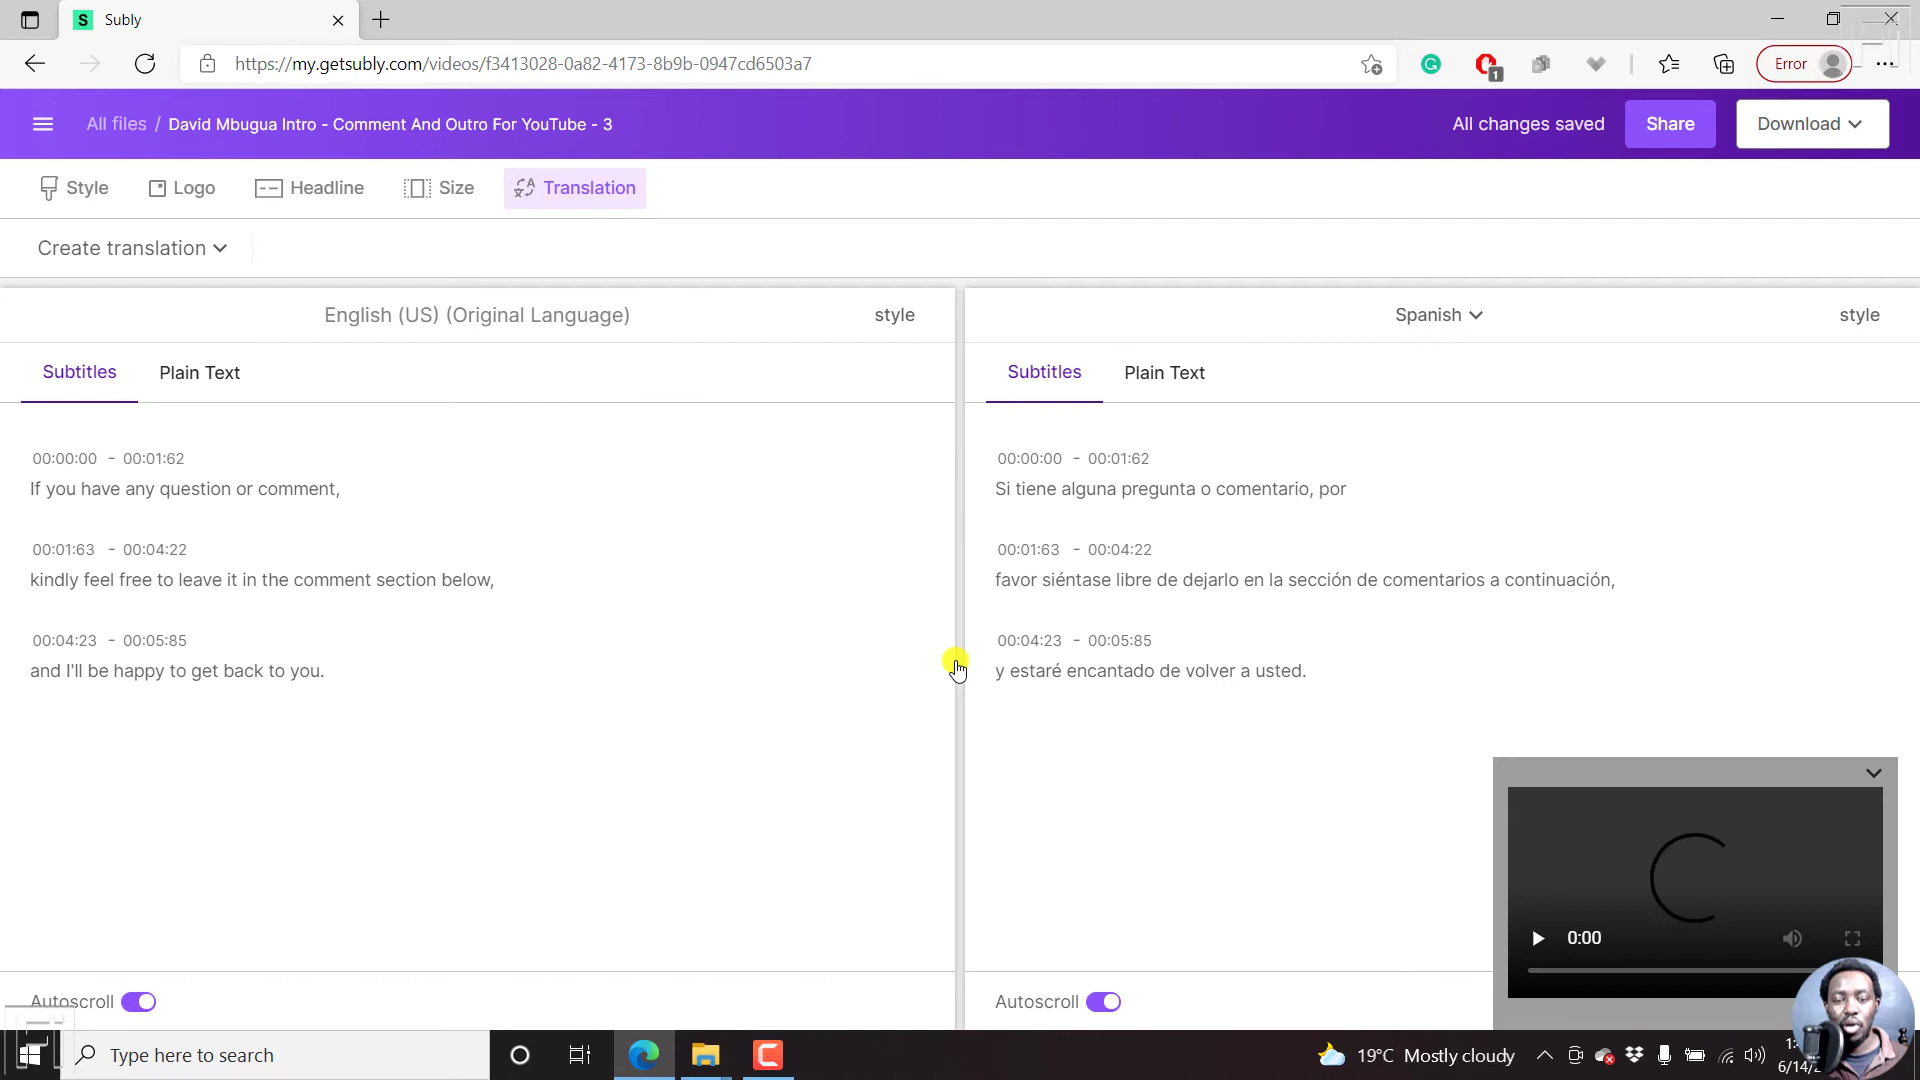 Subly
https://my.getsubly.com/videos/f3413028-0a82-4173-8b9b-0947cd6503a7
1
Error
All files / David Mbugua Intro - Comment And Outro For YouTube - 3
All changes saved
Share
Download
Style
Logo
Headline
Size
Translation
Create translation
English (US) (Original Language)
style
Subtitles
Plain Text
00:00:00 - 00:01:62
If you have any question or comment,
00:01:63 - 00:04:22
kindly feel free to leave it in the comment section below,
00:04:23 - 00:05:85
and I'll be happy to get back to you.
Autoscroll
Spanish
style
Subtitles
Plain Text
00:00:00 - 00:01:62
Si tiene alguna pregunta o comentario, por
00:01:63 - 00:04:22
favor siéntase libre de dejarlo en la sección de comentarios a continuación,
00:04:23 - 00:05:85
y estaré encantado de volver a usted.
0:00
Autoscroll
Type here to search
19°C Mostly cloudy